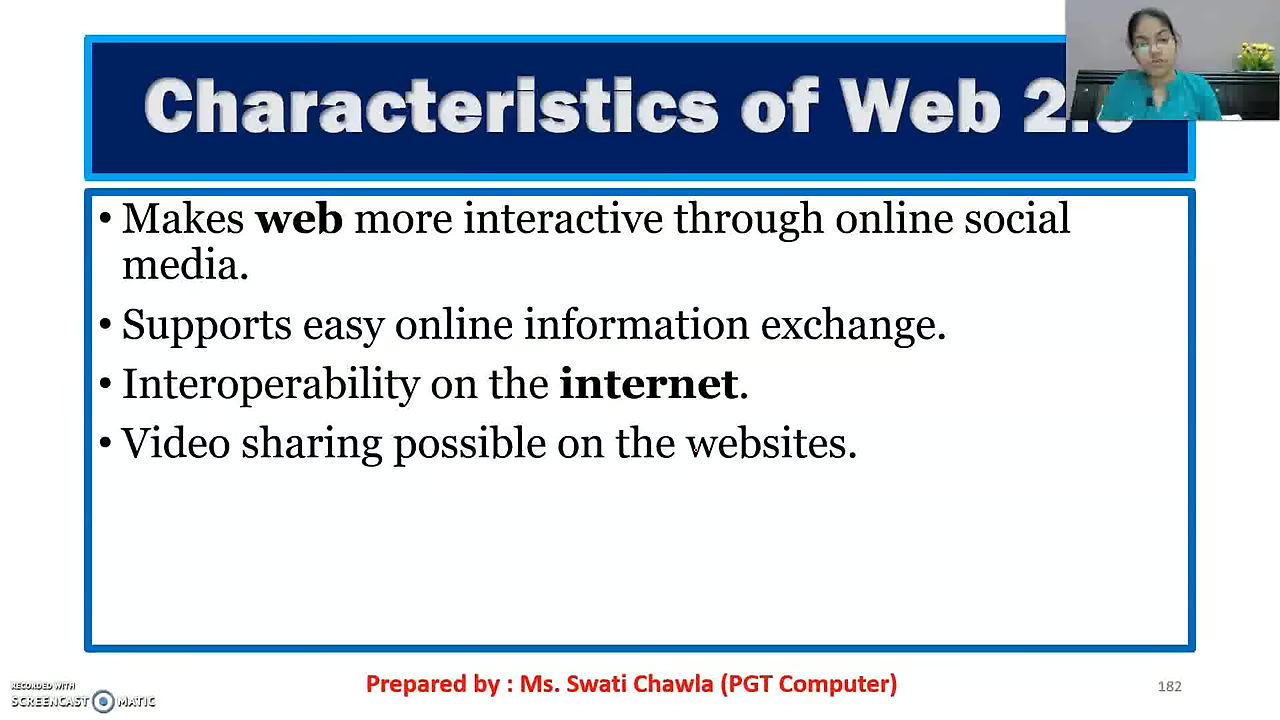 Characteristics of Web 2.0
• Makes web more interactive through online social
media.
• Supports easy online information exchange.
• Interoperability on the internet.
• Video sharing possible on the websites.
Prepared by : Ms. Swati Chawla (PGT Computer)
182
RECORDED WITH
SCREENCAST MATIC